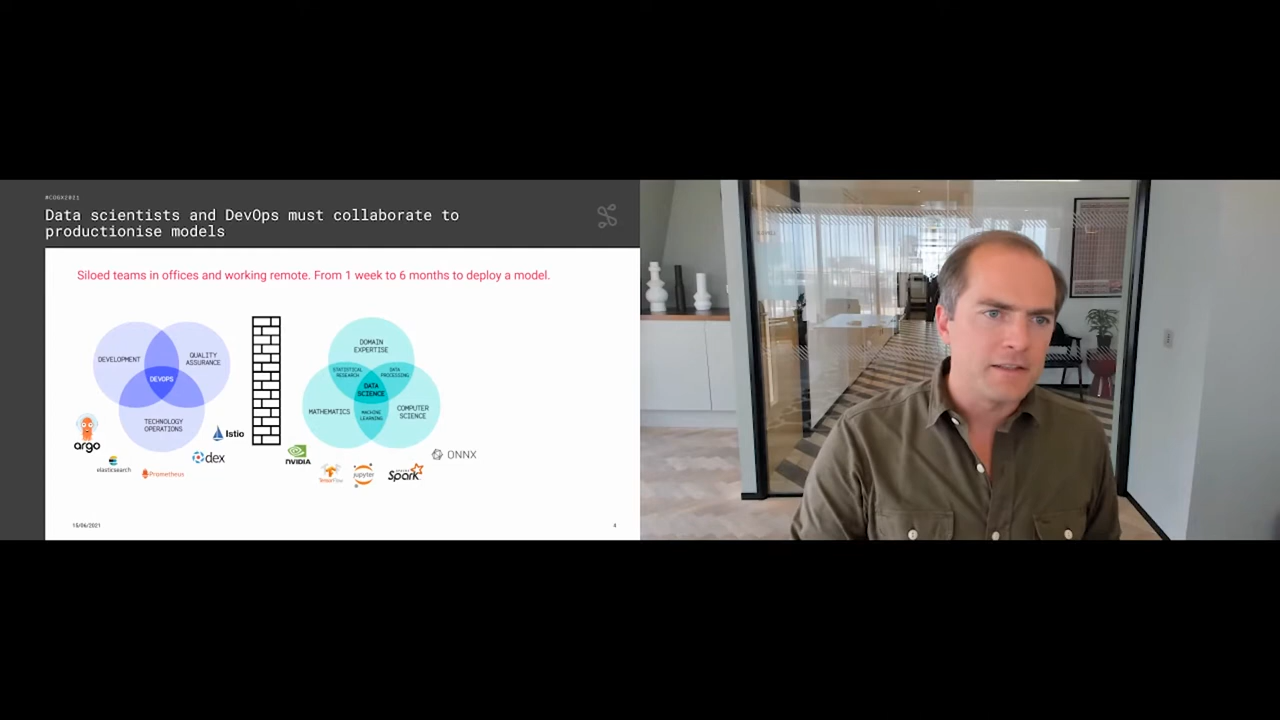 #COGX2021
Data scientists and DevOps must collaborate to
productionise models
Siloed teams in offices and working remote. From 1 week to 6 months to deploy a model.
DEVELOPMENT
QUALITY
ASSURANCE
DEVOPS
TECHNOLOGY
OPERATIONS
argo
elasticsearch
Prometheus
dex
Istio
DOMAIN
EXPERTISE
STATISTICAL
RESEARCH
DATA
PROCESSING
DATA
SCIENCE
MATHEMATICS
MACHINE
LEARNING
COMPUTER
SCIENCE
NVIDIA
TensorFlow
jupyter
APACHE
Spark
ONNX
15/06/2021
4